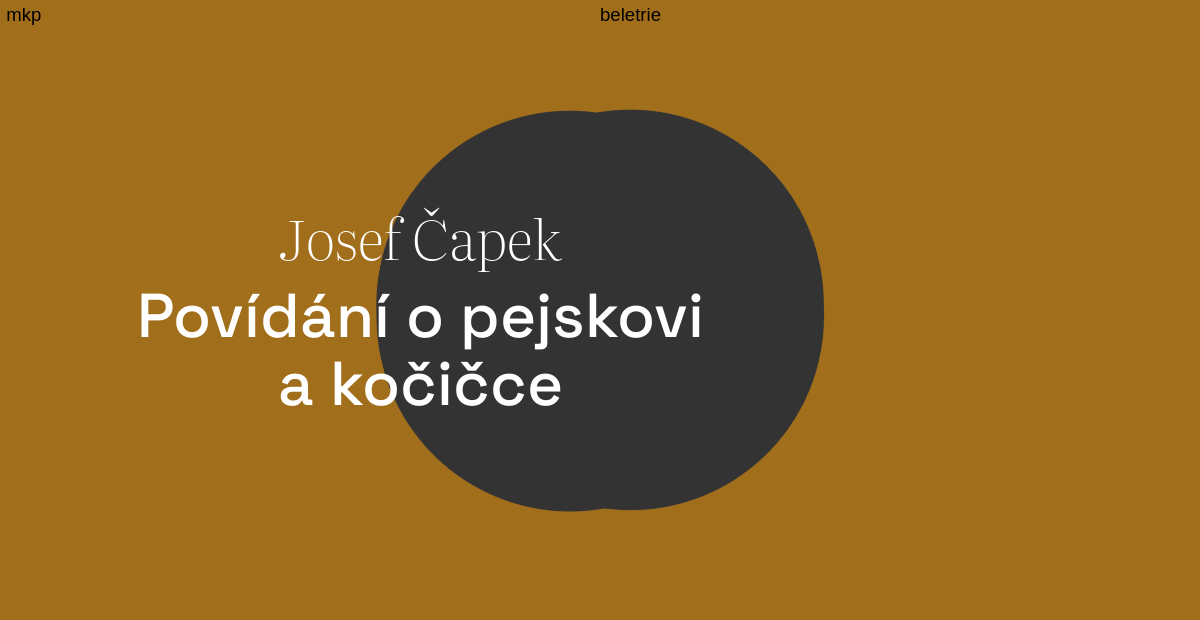 mkp
beletrie
Josef Čapek
Povídání o pejskovi
a kočičce